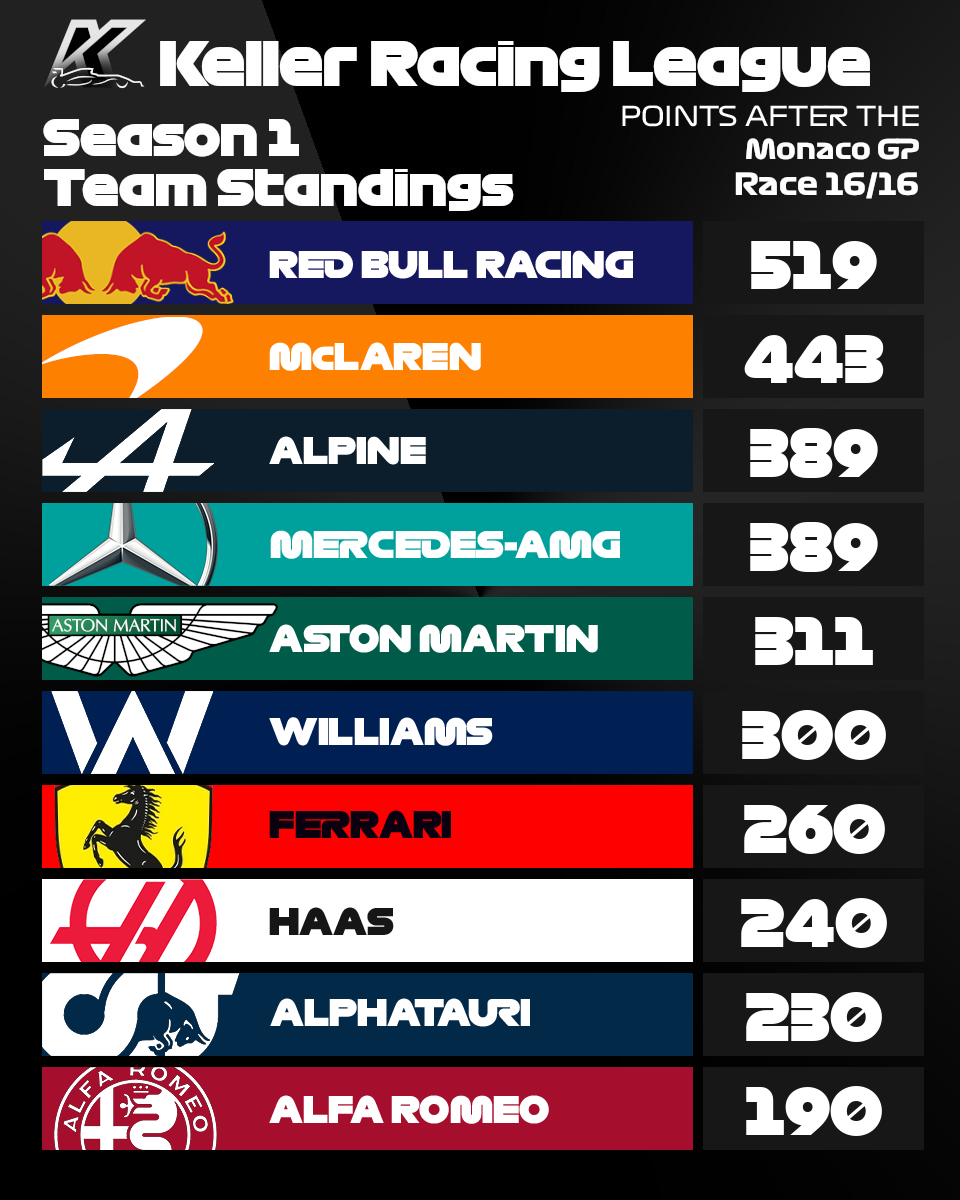 Keller Racing League
POINTS AFTER THE
Monaco GP
Race 16/16
Season 1
Team Standings
RED BULL RACING 519
McLAREN 443
ALPINE 389
MERCEDES-AMG 389
ASTON MARTIN
ASTON MARTIN 311
WILLIAMS 300
FERRARI 260
HAAS 240
ALPHATAURI 230
ALFA ROMEO
ALFA ROMEO 190